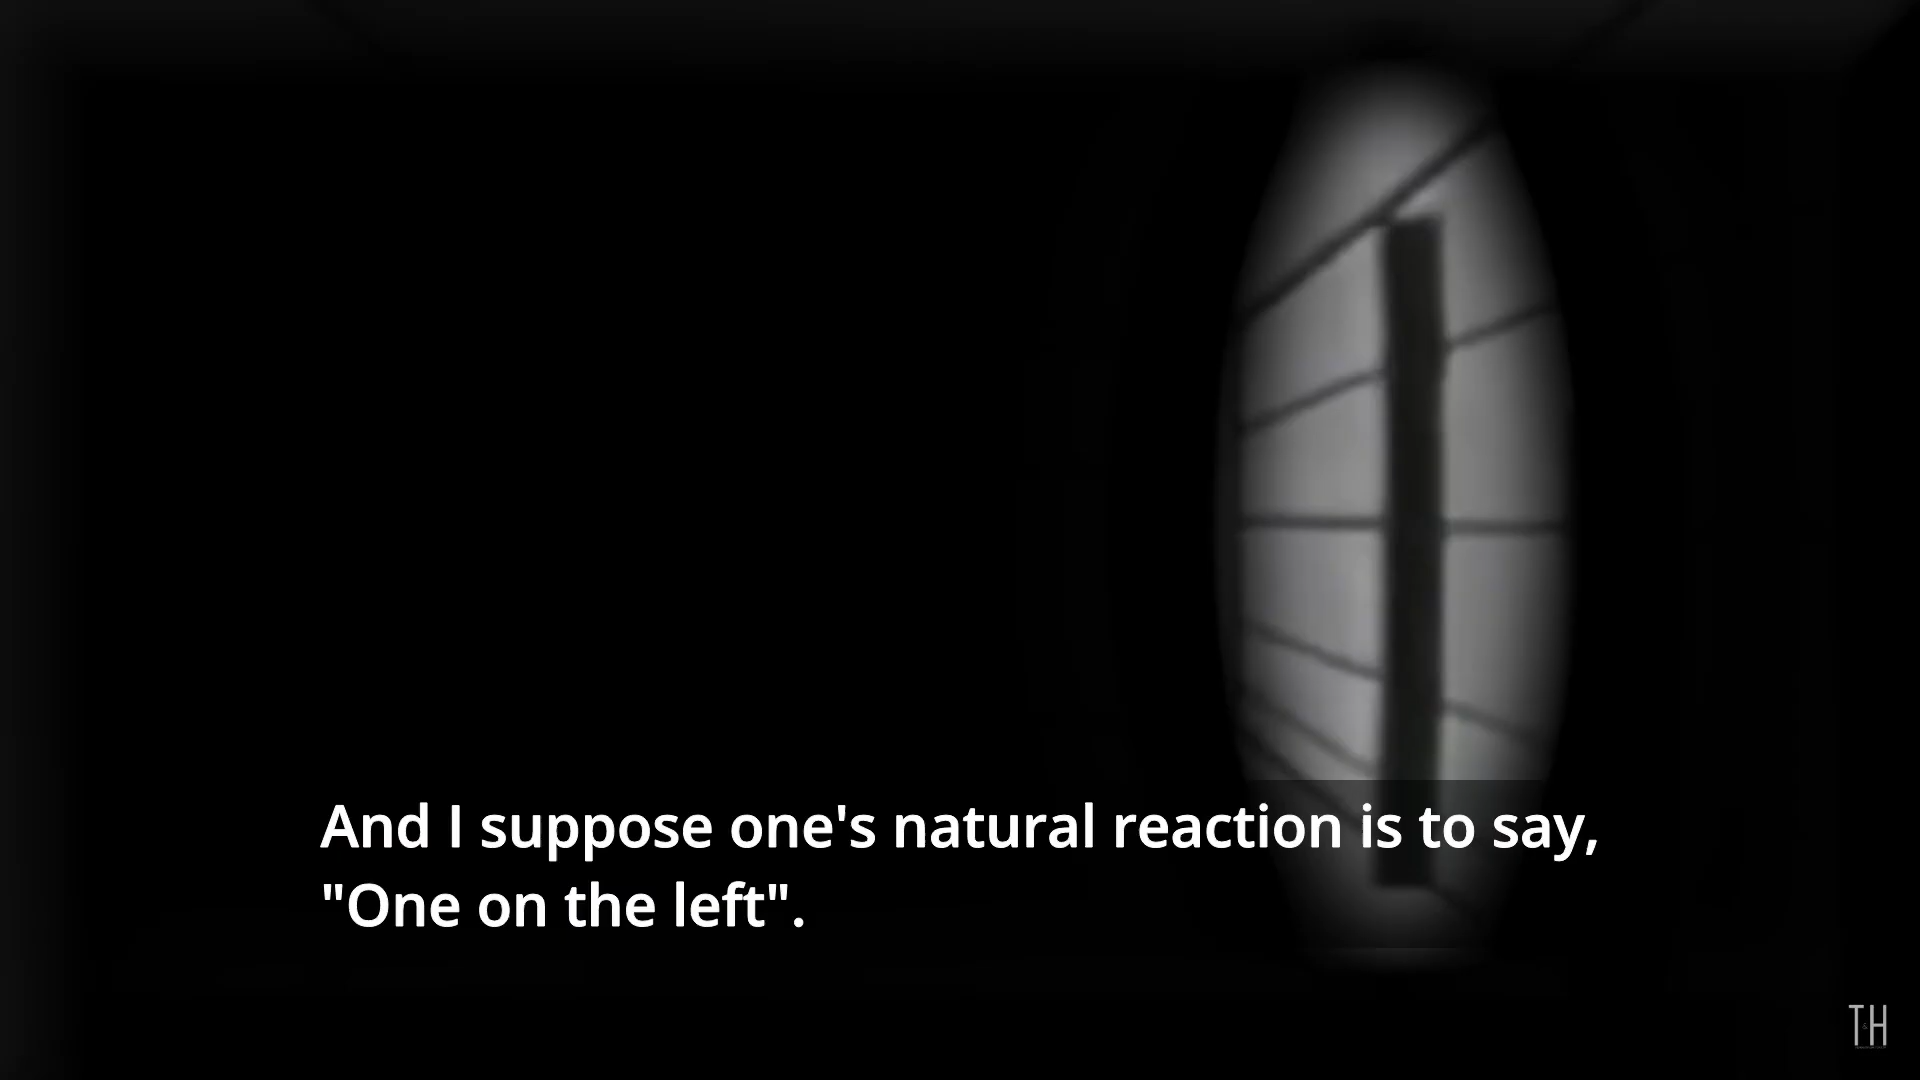 And I suppose one's natural reaction is to say,
"One on the left".
TH